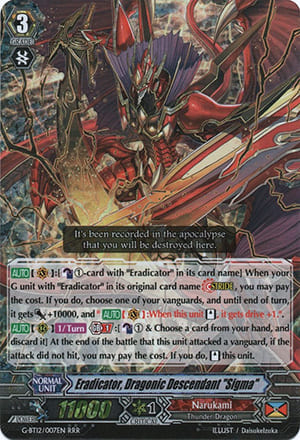 3
It's been recorded in the apocalypse
that you will be destroyed here.
AUTO [ ]:[ 1-card with "Eradicator" in its card name] When your
G unit with "Eradicator" in its original card name STRIDE, you may pay
the cost. If you do, choose one of your vanguards, and until end of turn,
it gets +10000, and "AUTO [ ]:When this unit , it gets drive +1.".
AUTO [ ] 1/Turn :[ 1: 1 & Choose a card from your hand, and
discard it] At the end of the battle that this unit attacked a vanguard, if the
attack did not hit, you may pay the cost. If you do, this unit.
NORMAL
UNIT
Eradicator, Dragonic Descendant "Sigma"
11000
1
CRITICAL
Narukami
Thunder Dragon
G-BT12/007EN RRR
ILLUST / DaisukeIzuka